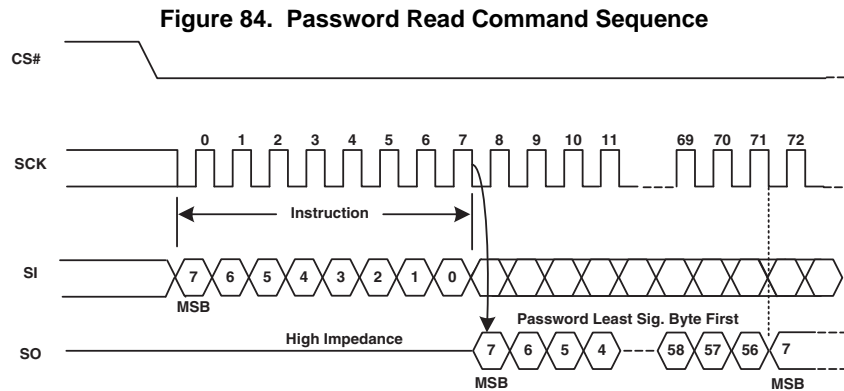 Figure 84. Password Read Command Sequence
CS#
0 1 2 3 4 5 6 7 8 9 10 11 69 70 71 72
SCK
Instruction
SI 7 6 5 4 3 2 1 0
MSB
Password Least Sig. Byte First
High Impedance
SO 7 6 5 4 58 57 56 7
MSB MSB